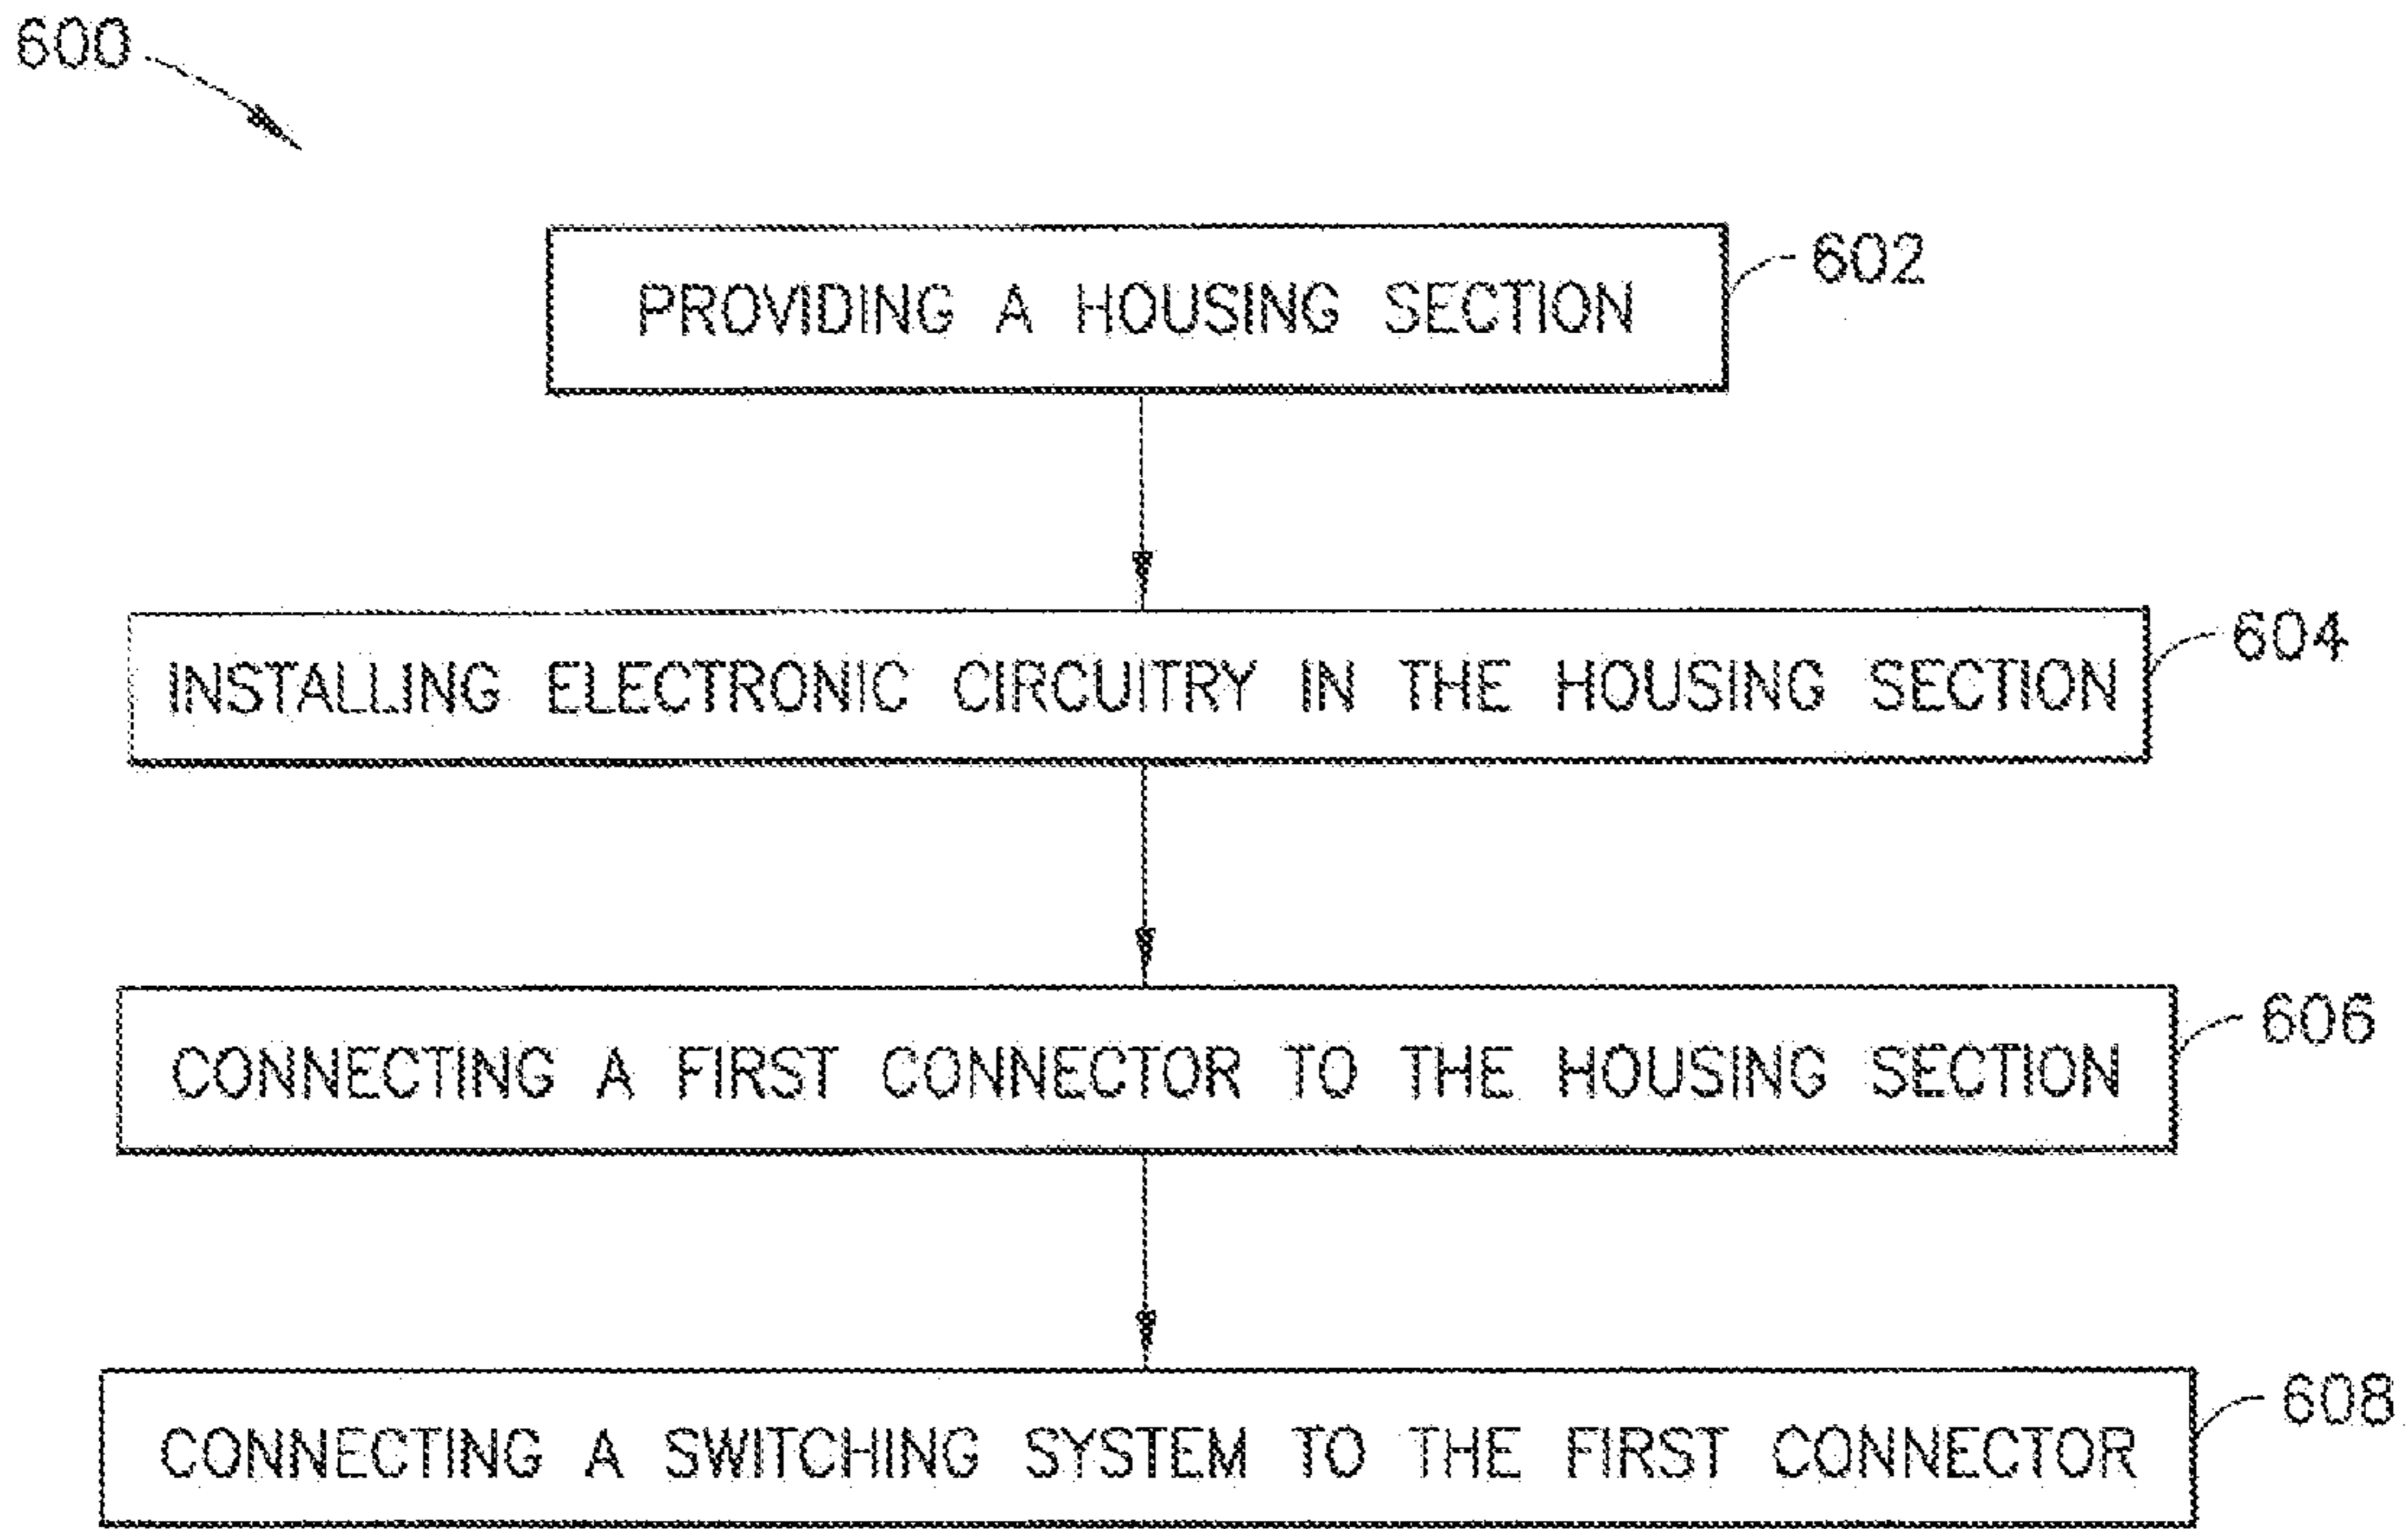 600
PROVIDING A HOUSING SECTION
602
INSTALLING ELECTRONIC CIRCUITRY IN THE HOUSING SECTION
604
CONNECTING A FIRST CONNECTOR TO THE HOUSING SECTION
606
CONNECTING A SWITCHING SYSTEM TO THE FIRST CONNECTOR
608